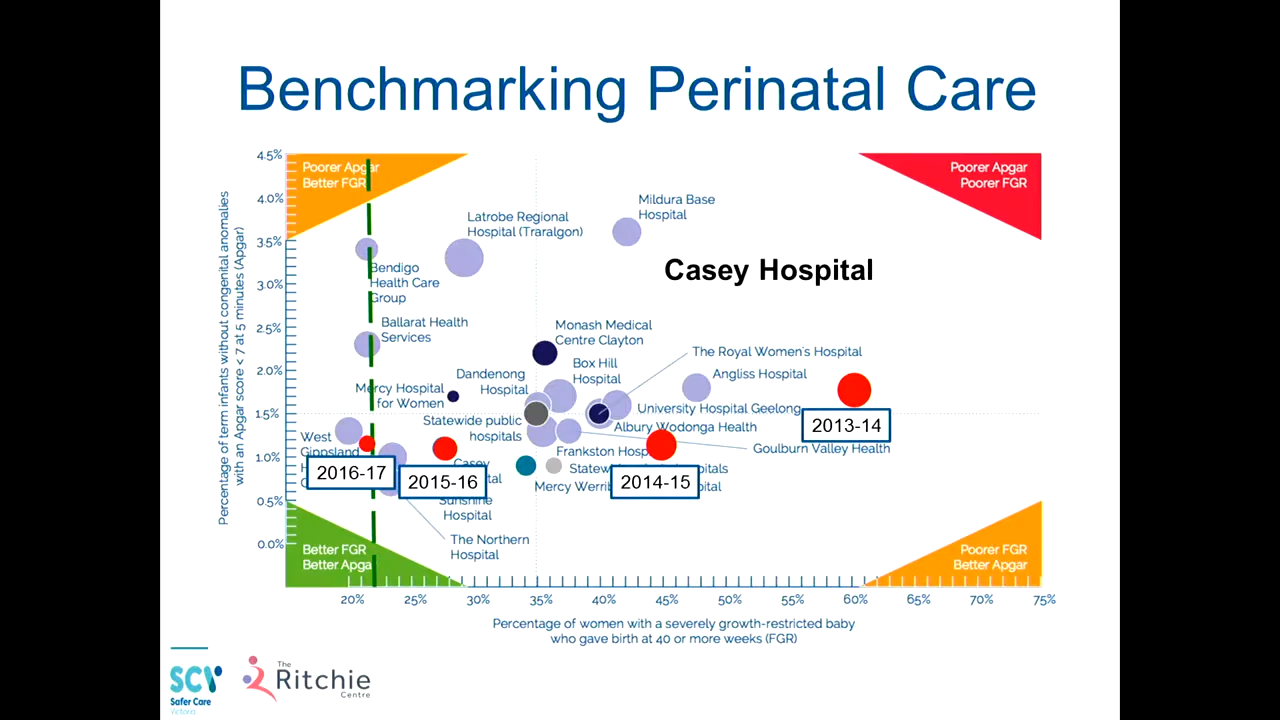 Benchmarking Perinatal Care
Percentage of term infants without congenital anomalies
with an Apgar score < 7 at 5 minutes (Apgar)
4.5%
4.0%
3.5%
3.0%
2.5%
2.0%
1.5%
1.0%
0.5%
0.0%
Poorer Apgar
Better FGR
Poorer Apgar
Poorer FGR
Mildura Base
Hospital
Latrobe Regional
Hospital (Traralgon)
Casey Hospital
Bendigo
Health Care
Group
Ballarat Health
Services
Monash Medical
Centre Clayton
The Royal Women's Hospital
Box Hill
Hospital
Dandenong
Hospital
Angliss Hospital
Mercy Hospital
for Women
University Hospital Geelong
Statewide public
hospitals
Albury Wodonga Health
2013-14
West
Gippsland
Goulburn Valley Health
Frankston Hosp
Casey
Statew
hospitals
2016-17
2015-16
2014-15
Mercy Werrib
Sunshine
Hospital
The Northern
Hospital
Better FGR
Better Apga
Poorer FGR
Better Apgar
20%
25%
30%
35%
40%
45%
50%
55%
60%
65%
70%
75%
Percentage of women with a severely growth-restricted baby
who gave birth at 40 or more weeks (FGR)
SCV
Safer Care
Victoria
The
Ritchie
Centre